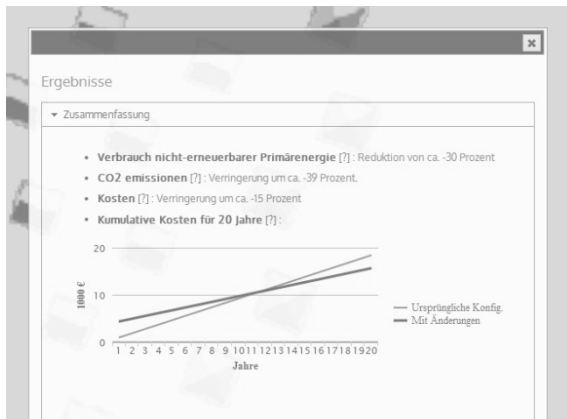 Ergebnisse
Zusammenfassung
Verbrauch nicht-erneuerbarer Primärenergie [?] : Reduktion von ca. -30 Prozent
CO2 emissionen [?] : Verringerung um ca. -39 Prozent.
Kosten [?] : Verringerung um ca. -15 Prozent
Kumulative Kosten für 20 Jahre [?] :
20
10
0
1000 €
1 2 3 4 5 6 7 8 9 10 11 12 13 14 15 16 17 18 19 20
Jahre
Ursprüngliche Konfig.
Mit Änderungen